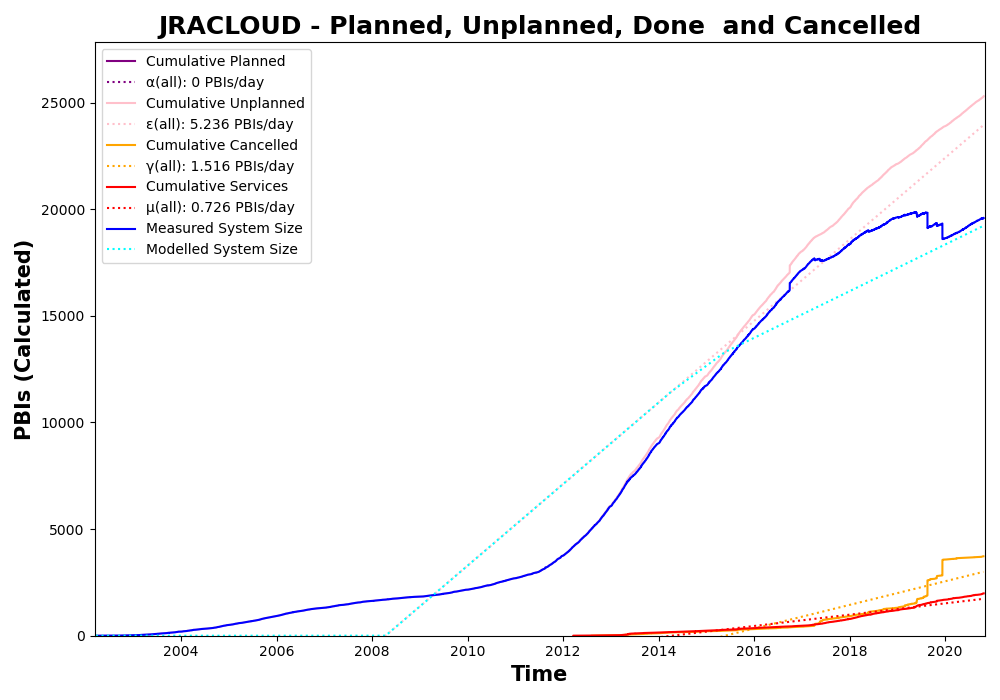 JRACLOUD - Planned, Unplanned, Done  and Cancelled
Cumulative Planned
α(all): 0 PBIs/day
Cumulative Unplanned
ε(all): 5.236 PBIs/day
Cumulative Cancelled
γ(all): 1.516 PBIs/day
Cumulative Services
μ(all): 0.726 PBIs/day
Measured System Size
Modelled System Size
PBIs (Calculated)
25000
20000
15000
10000
5000
0
2004 2006 2008 2010 2012 2014 2016 2018 2020
Time